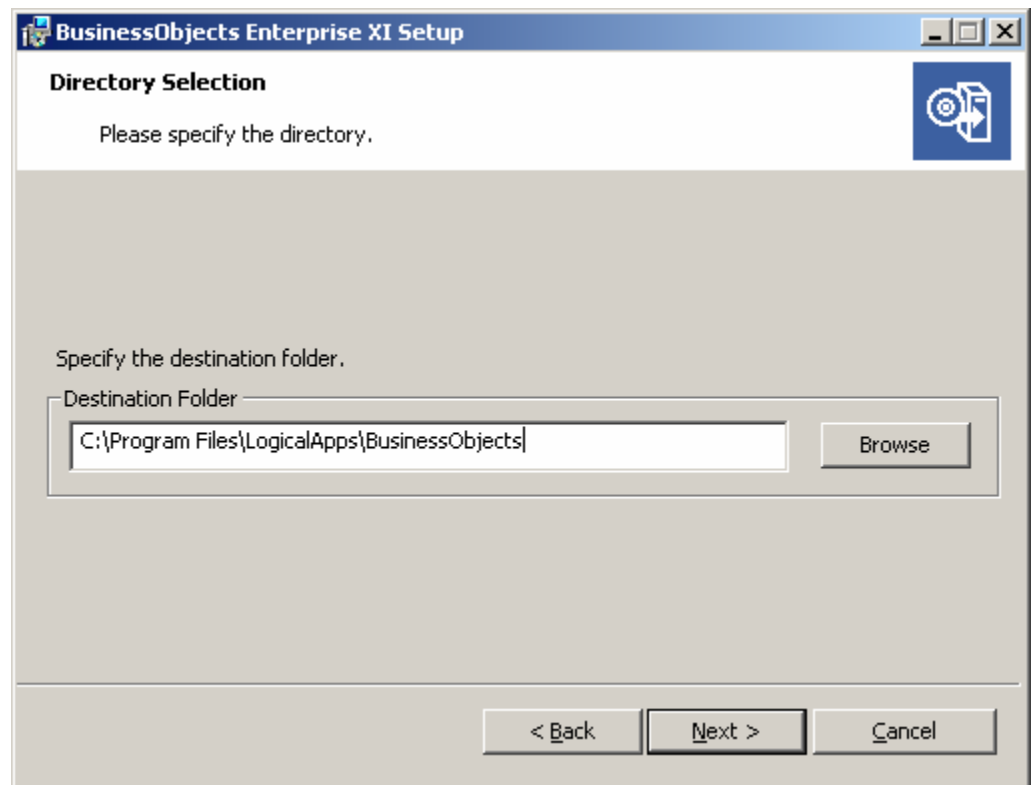 BusinessObjects Enterprise XI Setup
Directory Selection
Please specify the directory.
Specify the destination folder.
Destination Folder
C:\Program Files\LogicalApps\BusinessObjects
Browse
< Back
Next >
Cancel